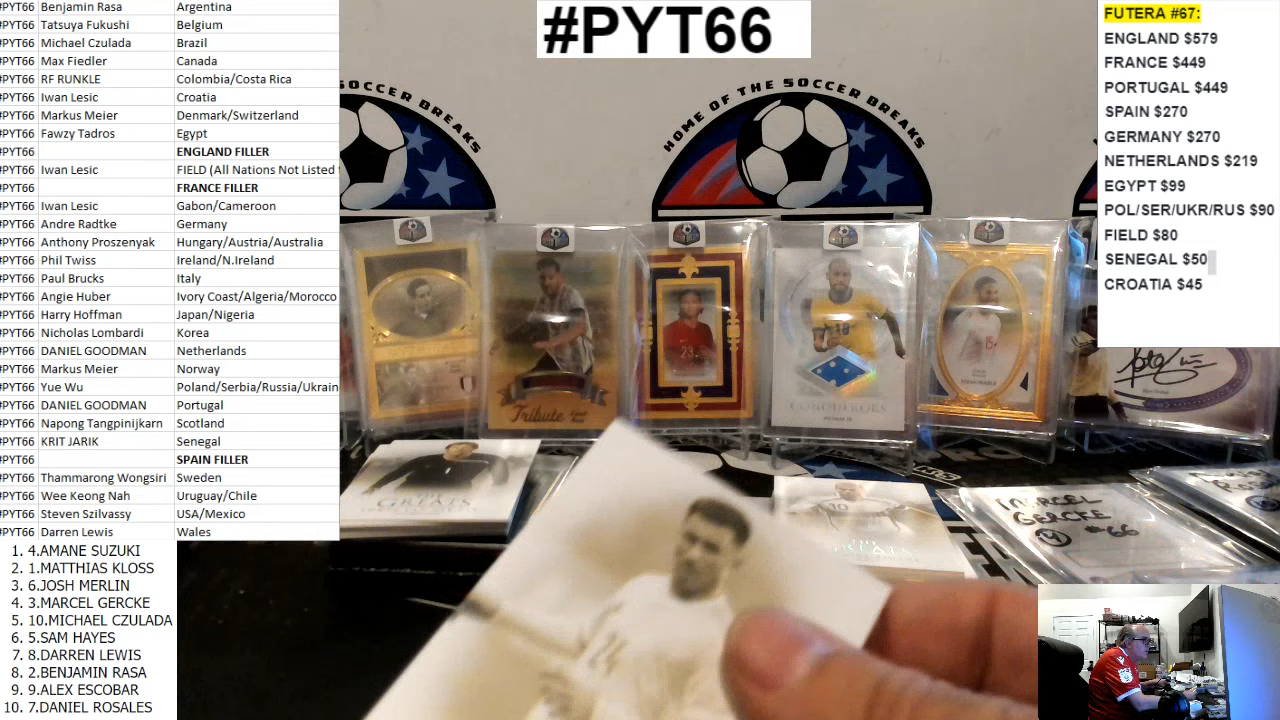 #PYT66 Benjamin Rasa Argentina
#PYT66 Tatsuya Fukushi Belgium
#PYT66 Michael Czulada Brazil
#PYT66 Max Fiedler Canada
#PYT66 RF RUNKLE Colombia/Costa Rica
#PYT66 Iwan Lesic Croatia
#PYT66 Markus Meier Denmark/Switzerland
#PYT66 Fawzy Tadros Egypt
#PYT66 ENGLAND FILLER
#PYT66 Iwan Lesic FIELD (All Nations Not Listed
#PYT66 FRANCE FILLER
#PYT66 Iwan Lesic Gabon/Cameroon
#PYT66 Andre Radtke Germany
#PYT66 Anthony Proszenyak Hungary/Austria/Australia
#PYT66 Phil Twiss Ireland/N.Ireland
#PYT66 Paul Brucks Italy
#PYT66 Angie Huber Ivory Coast/Algeria/Morocco
#PYT66 Harry Hoffman Japan/Nigeria
#PYT66 Nicholas Lombardi Korea
#PYT66 DANIEL GOODMAN Netherlands
#PYT66 Markus Meier Norway
#PYT66 Yue Wu Poland/Serbia/Russia/Ukrain
#PYT66 DANIEL GOODMAN Portugal
#PYT66 Napong Tangpinijkarn Scotland
#PYT66 KRIT JARIK Senegal
#PYT66 SPAIN FILLER
#PYT66 Thammarong Wongsiri Sweden
#PYT66 Wee Keong Nah Uruguay/Chile
#PYT66 Steven Szilvassy USA/Mexico
#PYT66 Darren Lewis Wales
1. 4.AMANE SUZUKI
2. 1.MATTHIAS KLOSS
3. 6.JOSH MERLIN
4. 3.MARCEL GERCKE
5. 10.MICHAEL CZULADA
6. 5.SAM HAYES
7. 8.DARREN LEWIS
8. 2.BENJAMIN RASA
9. 9.ALEX ESCOBAR
10. 7.DANIEL ROSALES
#PYT66
SOCCER BREAKS
HOME OF THE SOCCER BREAKS
Tribute
CONQUERORS
MEMORABLE
23
18
10
GREATS
GREATS
24
MARCEL
GERCKE
#66
FUTERA #67:
ENGLAND $579
FRANCE $449
PORTUGAL $449
SPAIN $270
GERMANY $270
NETHERLANDS $219
EGYPT $99
POL/SER/UKR/RUS $90
FIELD $80
SENEGAL $50
CROATIA $45